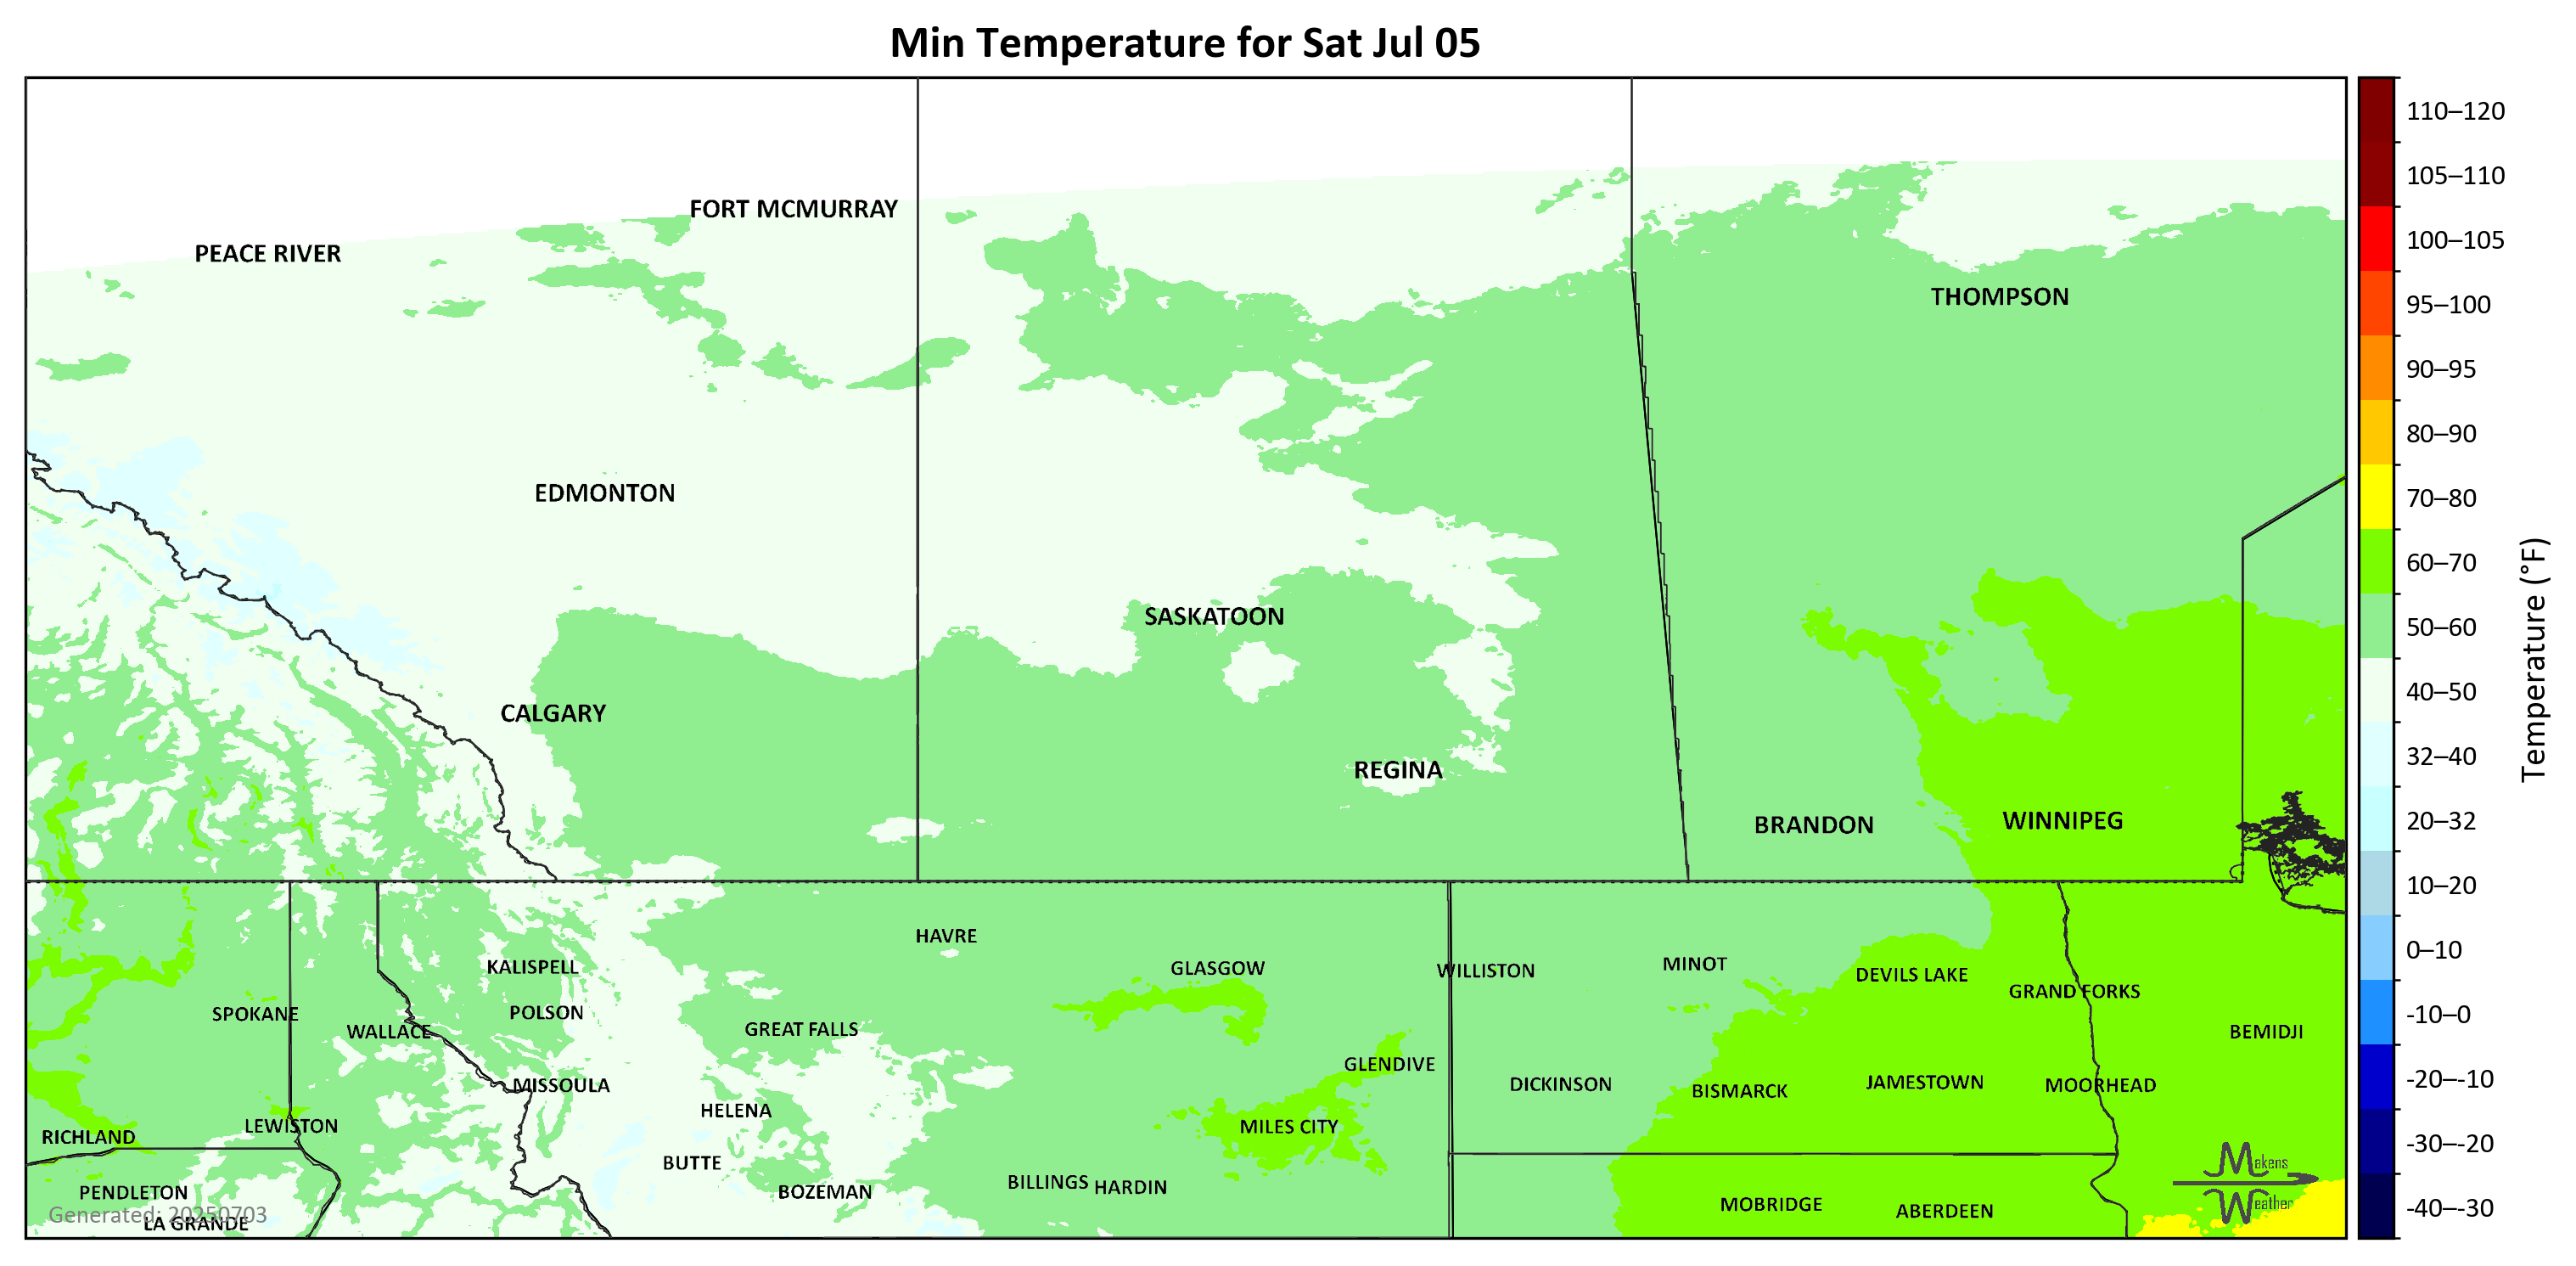 Min Temperature for Sat Jul 05
FORT MCMURRAY
PEACE RIVER
THOMPSON
EDMONTON
SASKATOON
CALGARY
REGINA
BRANDON
WINNIPEG
HAVRE
KALISPELL
GLASGOW
WILLISTON
MINOT
DEVILS LAKE
GRAND FORKS
SPOKANE
POLSON
WALLACE
GREAT FALLS
BEMIDJI
GLENDIVE
MISSOULA
DICKINSON
BISMARCK
JAMESTOWN
MOORHEAD
HELENA
LEWISTON
MILES CITY
RICHLAND
BUTTE
BOZEMAN
BILLINGS
HARDIN
PENDLETON
MOBRIDGE
ABERDEEN
Generated: 20250703
LA GRANDE
Makens
Weather
110–120
105–110
100–105
95–100
90–95
80–90
70–80
60–70
50–60
40–50
32–40
20–32
10–20
0–10
-10–0
-20–-10
-30–-20
-40–-30
Temperature (°F)